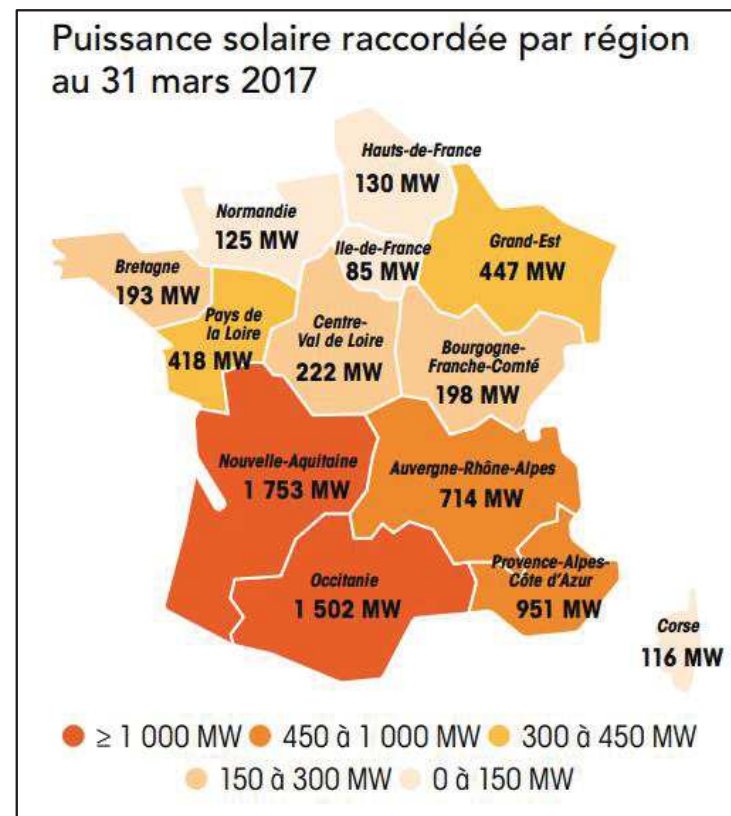 Puissance solaire raccordée par région
au 31 mars 2017
Hauts-de-France
130 MW
Normandie
125 MW
Ile-de-France
85 MW
Grand-Est
447 MW
Bretagne
193 MW
Pays de
la Loire
418 MW
Centre-
Val de Loire
222 MW
Bourgogne-
Franche-Comté
198 MW
Nouvelle-Aquitaine
1 753 MW
Auvergne-Rhône-Alpes
714 MW
Occitanie
1 502 MW
Provence-Alpes-
Côte d'Azur
951 MW
Corse
116 MW
≥ 1 000 MW
450 à 1 000 MW
300 à 450 MW
150 à 300 MW
0 à 150 MW